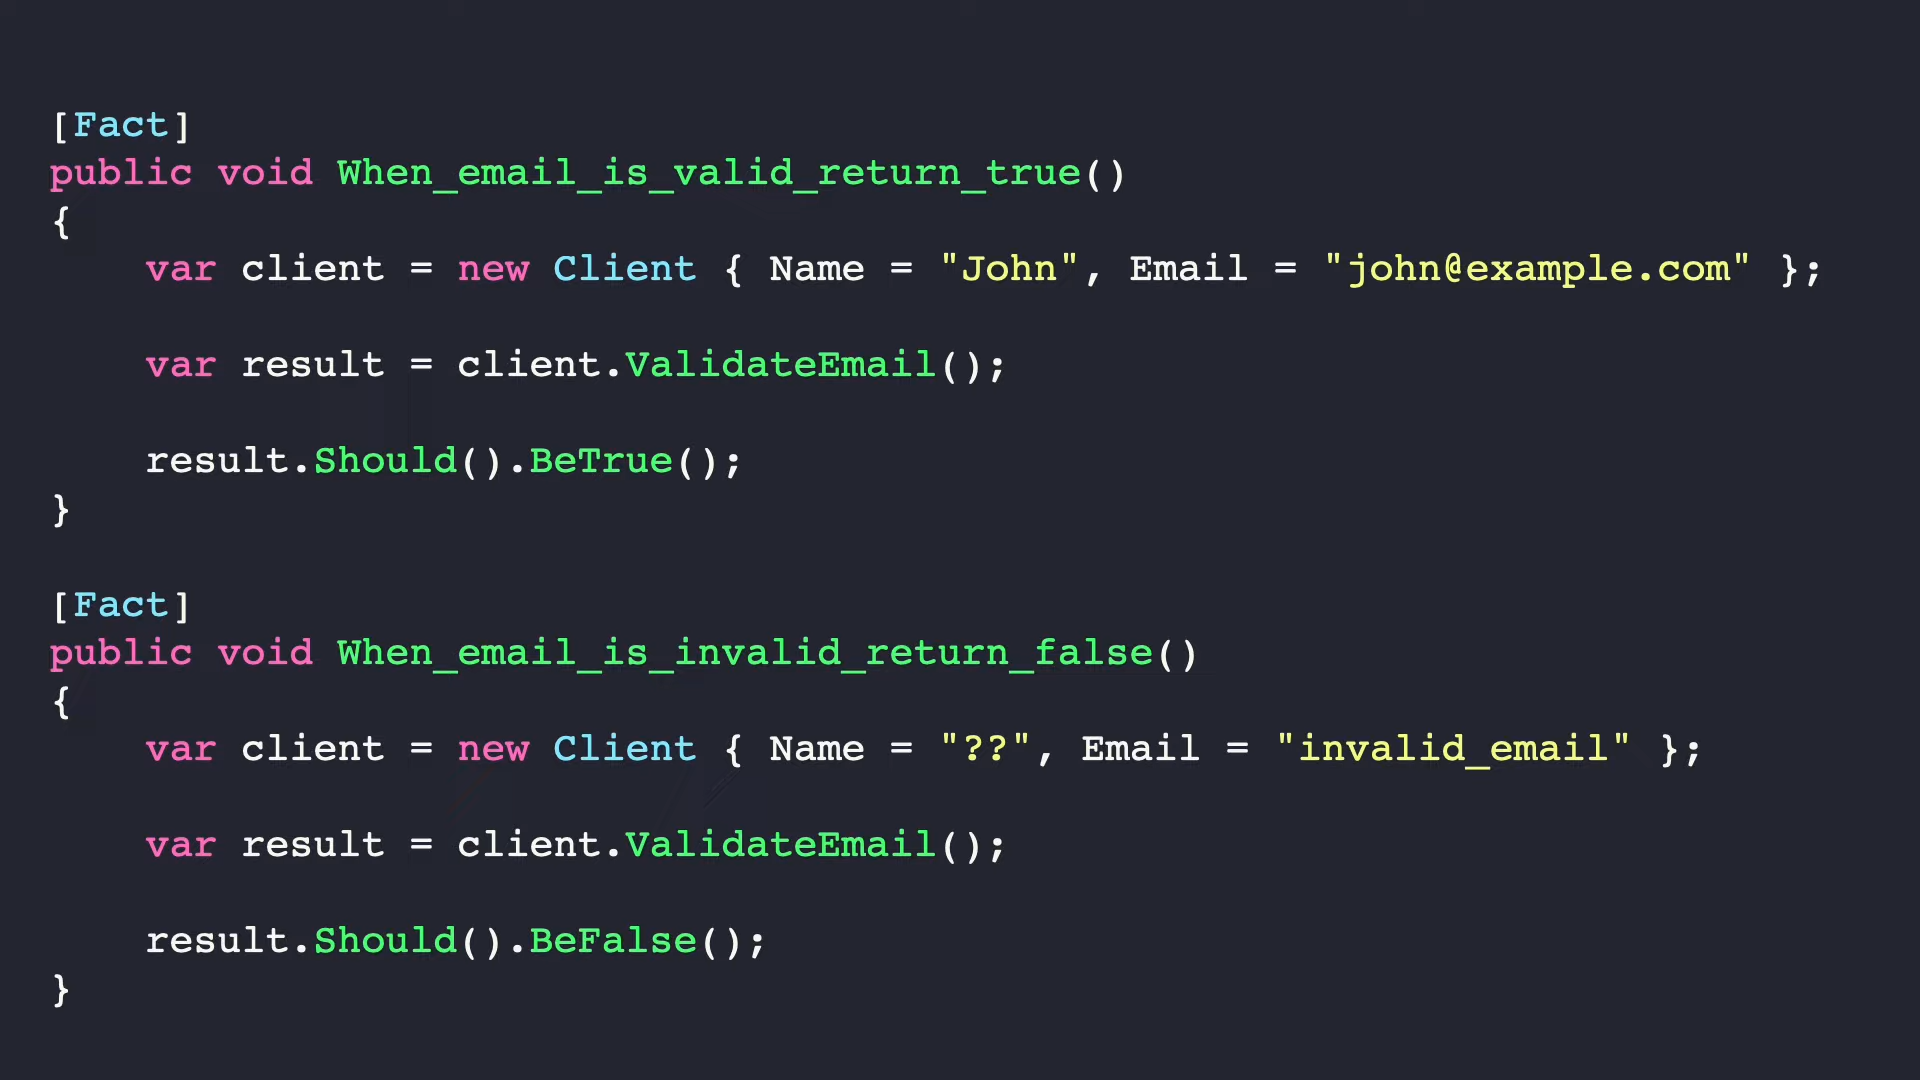 [Fact]
public void When_email_is_valid_return_true()
{
    var client = new Client { Name = "John", Email = "john@example.com" };

    var result = client.ValidateEmail();

    result.Should().BeTrue();
}

[Fact]
public void When_email_is_invalid_return_false()
{
    var client = new Client { Name = "??", Email = "invalid_email" };

    var result = client.ValidateEmail();

    result.Should().BeFalse();
}